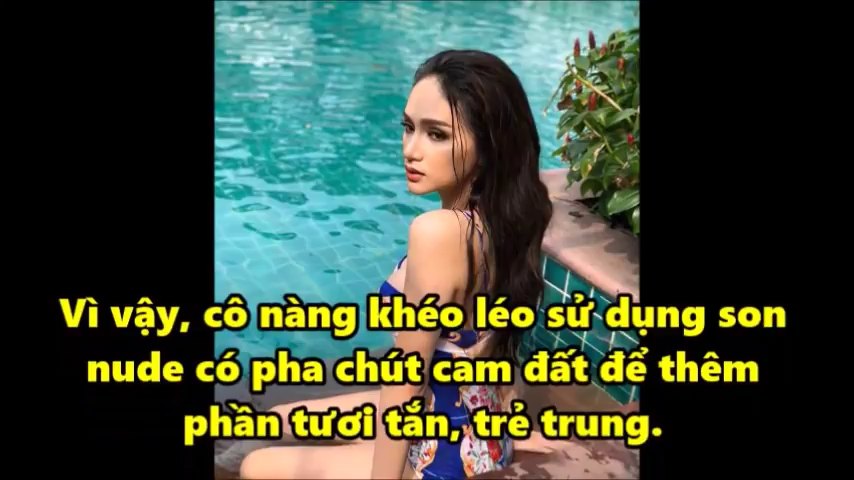 Vì vậy, cô nàng khéo léo sử dụng son
nude có pha chút cam đất để thêm
phần tươi tắn, trẻ trung.